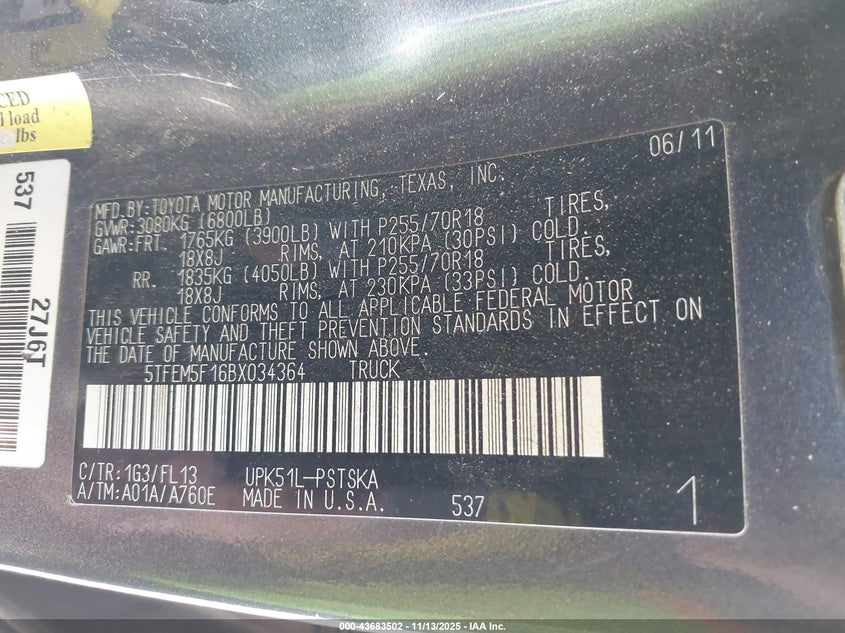 CED
load
lbs
537
27J6T
06/11
MFD.BY:TOYOTA MOTOR MANUFACTURING, TEXAS, INC.
GVWR:3080KG (6800LB)
GAWR:FRT. 1765KG (3900LB) WITH P255/70R18 TIRES,
18X8J RIMS, AT 210KPA (30PSI) COLD.
RR. 1835KG (4050LB) WITH P255/70R18 TIRES,
18X8J RIMS, AT 230KPA (33PSI) COLD.
THIS VEHICLE CONFORMS TO ALL APPLICABLE FEDERAL MOTOR
VEHICLE SAFETY AND THEFT PREVENTION STANDARDS IN EFFECT ON
THE DATE OF MANUFACTURE SHOWN ABOVE.
5TFEM5F16BX034364 TRUCK
C/TR:1G3/FL13 UPK51L-PSTSKA
A/TM:A01A/A760E MADE IN U.S.A. 537 1
000-43683502 - 11/13/2025 - IAA Inc.